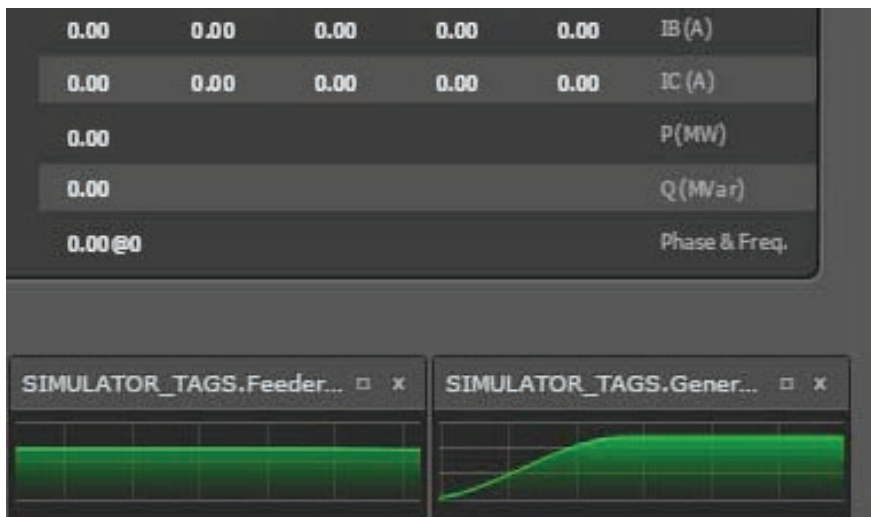 0.00 0.00 0.00 0.00 0.00 IB (A)
0.00 0.00 0.00 0.00 0.00 IC (A)
0.00 P(MW)
0.00 Q(MVar)
0.00@0 Phase & Freq.
SIMULATOR_TAGS.Feeder... SIMULATOR_TAGS.Gener...